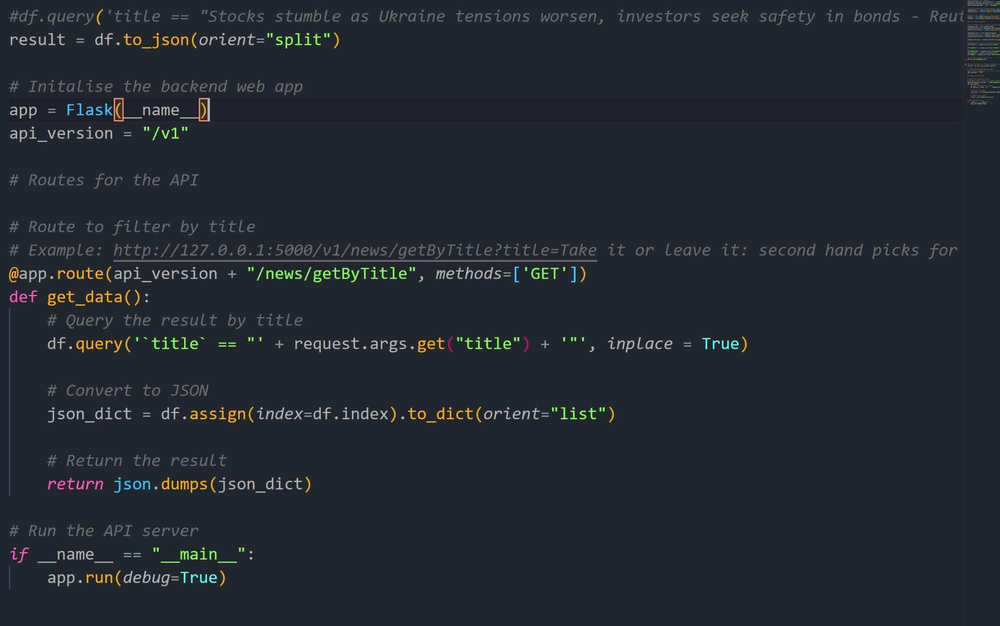 #df.query('title == "Stocks stumble as Ukraine tensions worsen, investors seek safety in bonds - Reut
result = df.to_json(orient="split")
# Initalise the backend web app
app = Flask(__name__)
api_version = "/v1"
# Routes for the API
# Route to filter by title
# Example: http://127.0.0.1:5000/v1/news/getByTitle?title=Take it or leave it: second hand picks for
@app.route(api_version + "/news/getByTitle", methods=['GET'])
def get_data():
    # Query the result by title
    df.query('`title` == "' + request.args.get("title") + '"', inplace = True)
    # Convert to JSON
    json_dict = df.assign(index=df.index).to_dict(orient="list")
    # Return the result
    return json.dumps(json_dict)
# Run the API server
if __name__ == "__main__":
    app.run(debug=True)